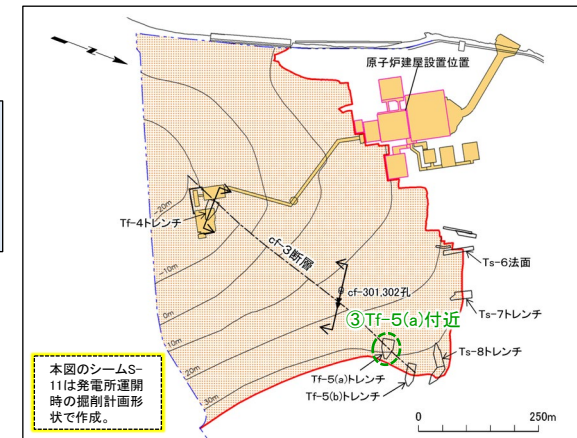 原子炉建屋設置位置
-20m
Tf-4トレンチ
-10m
0m
10m
20m
30m
cf-3断層
cf-301,302孔
③Tf-5(a)付近
Ts-6法面
Ts-7トレンチ
Ts-8トレンチ
Tf-5(a)トレンチ
Tf-5(b)トレンチ
本図のシームS-
11は発電所運開
時の掘削計画形
状で作成。
0 250m